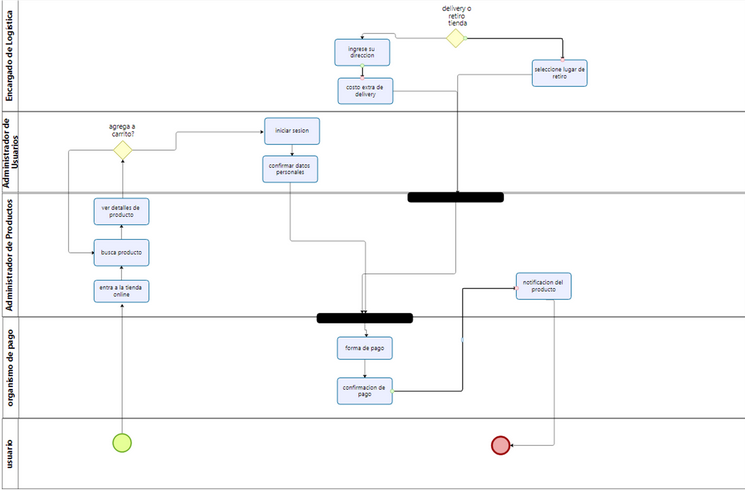 Encargado de Logística
delivery o
retiro
tienda
ingrese su
direccion
costo extra de
delivery
seleccione lugar de
retiro
Administrador de
Usuarios
agrega a
carrito?
iniciar sesion
confirmar datos
personales
Administrador de Productos
ver detalles de
producto
busca producto
entra a la tienda
online
notificacion del
producto
organismo de pago
forma de pago
confirmacion de
pago
usuario